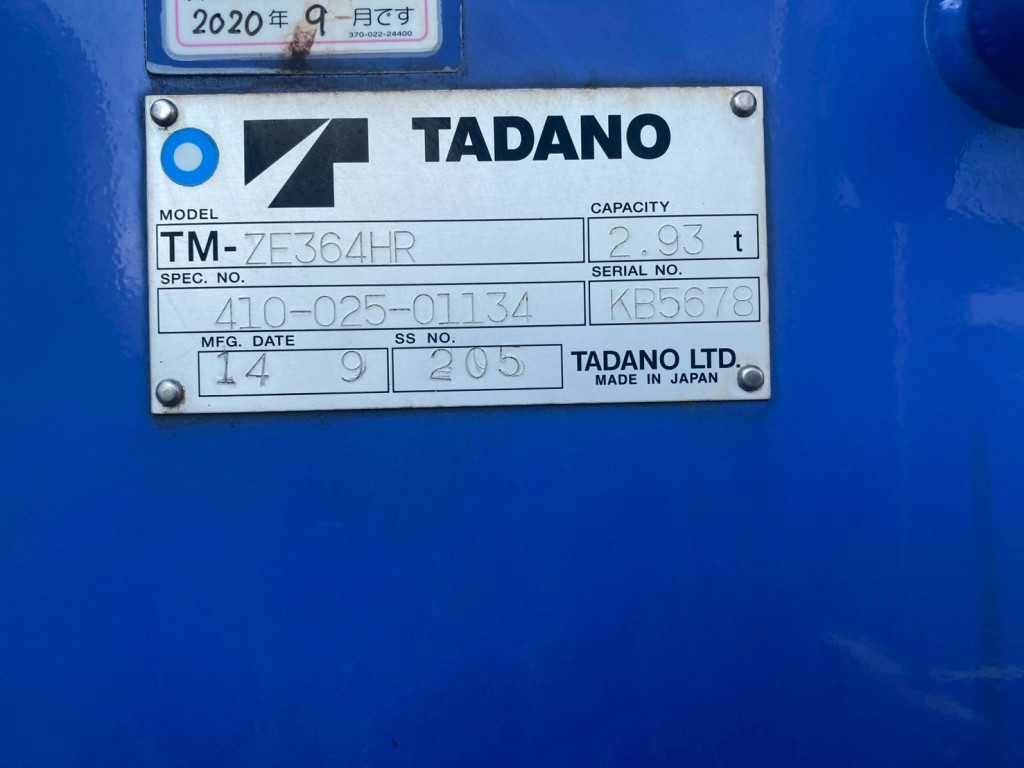 2020年 9 月です
370-022-24400
TADANO
MODEL
CAPACITY
TM-ZE364HR
2.93 t
SPEC. NO.
SERIAL NO.
410-025-01134
KB5678
MFG. DATE
SS NO.
14 9
205
TADANO LTD.
MADE IN JAPAN